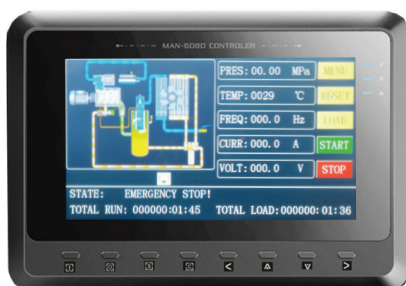 MAN-6080 CONTROLER
PRES: 00.00 MPa MENU
TEMP: 0029 ℃ RESET
FREQ: 000.0 Hz LOAD
CURR: 000.0 A START
VOLT: 000.0 V STOP
STATE: EMERGENCY STOP!
TOTAL RUN: 000000:01:45 TOTAL LOAD:000000:01:36